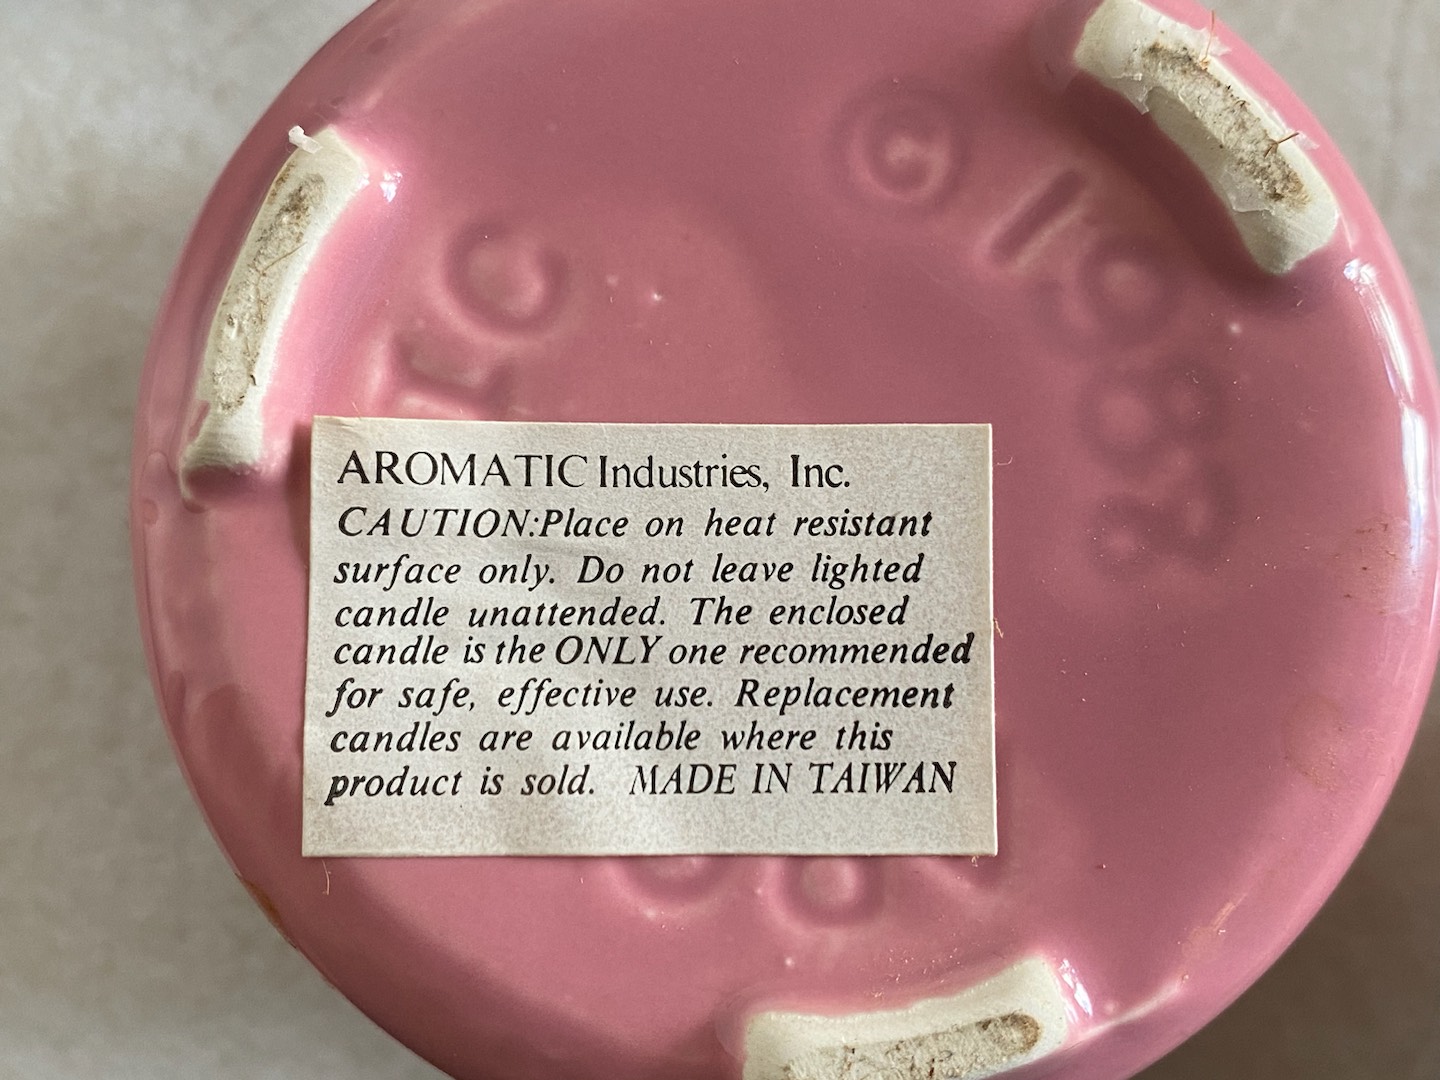 AROMATIC Industries, Inc.
CAUTION:Place on heat resistant
surface only. Do not leave lighted
candle unattended. The enclosed
candle is the ONLY one recommended
for safe, effective use. Replacement
candles are available where this
product is sold. MADE IN TAIWAN